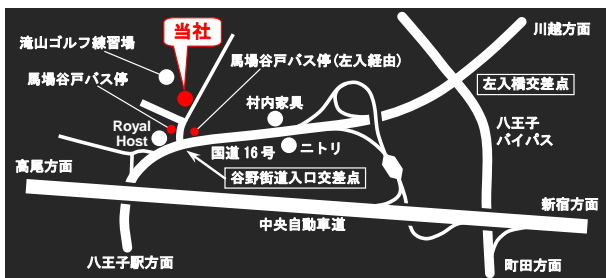 当社
川越方面
滝山ゴルフ練習場
馬場谷戸バス停(左入経由)
馬場谷戸バス停
左入橋交差点
村内家具
八王子
バイパス
Royal
Host
国道16号
ニトリ
高尾方面
谷野街道入口交差点
新宿方面
中央自動車道
八王子駅方面
町田方面